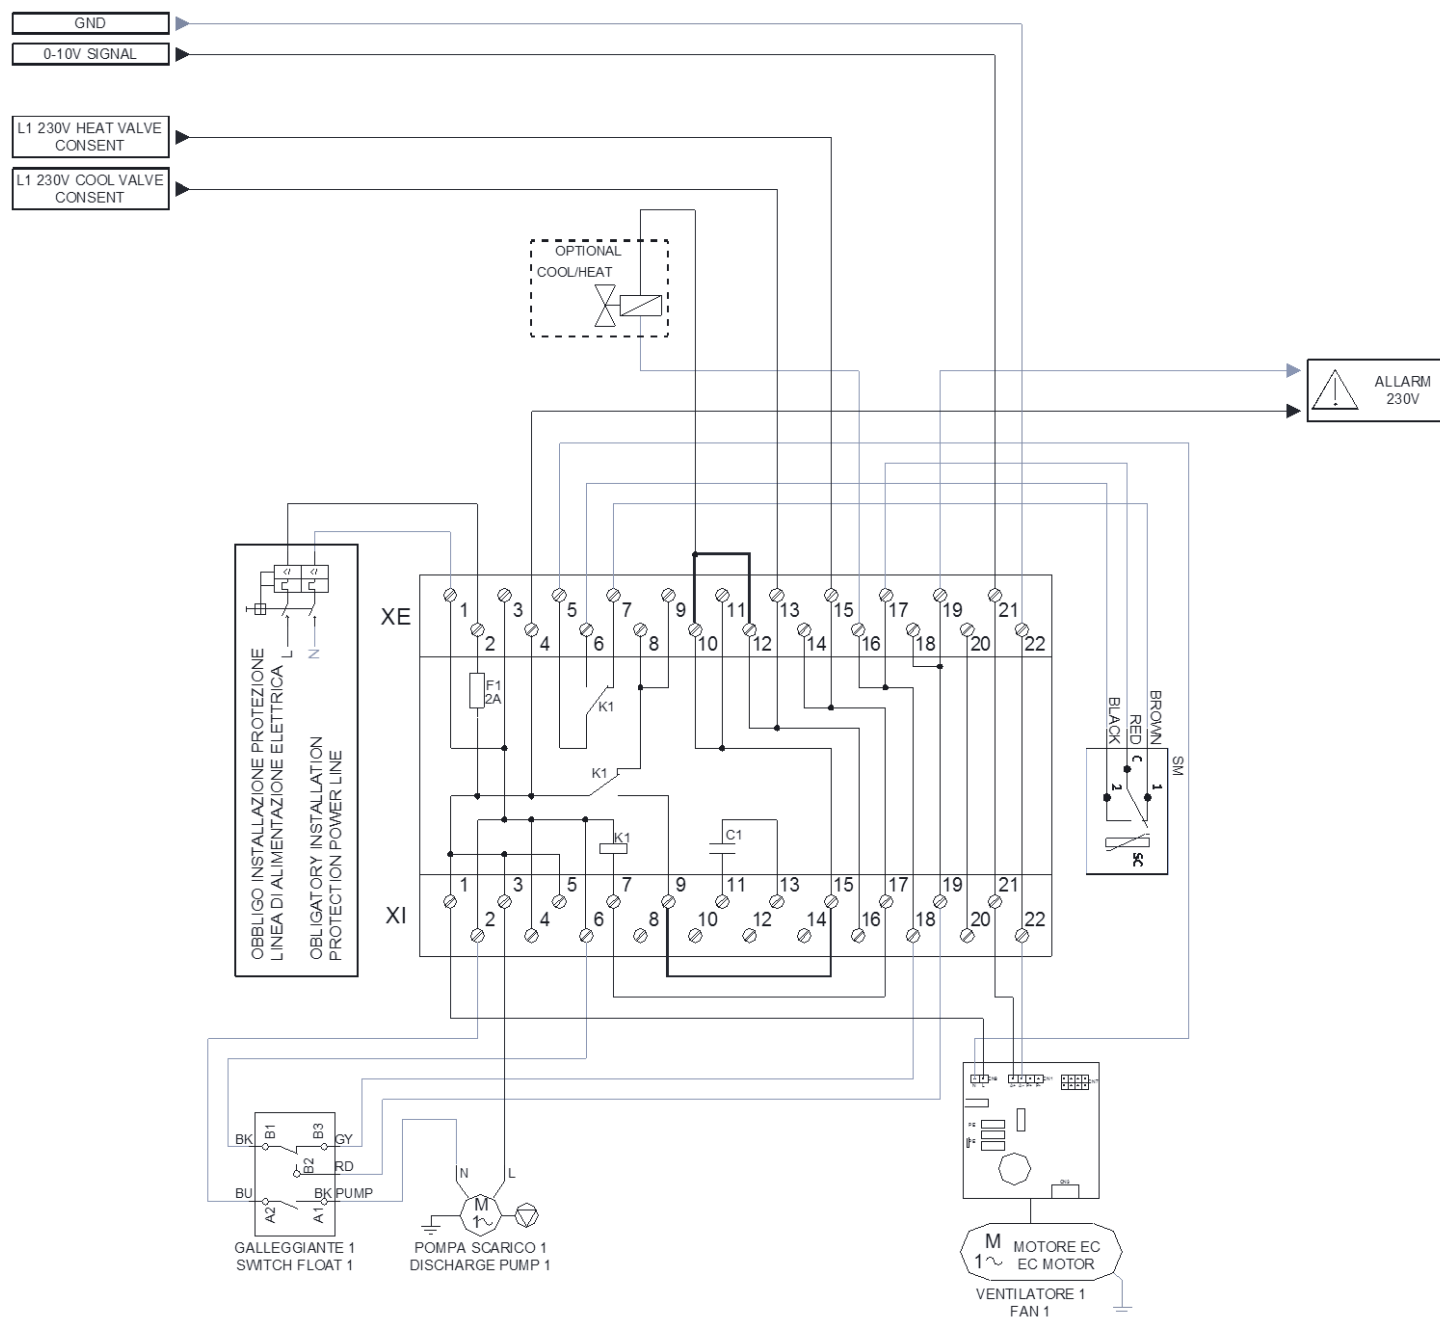 GND
0-10V SIGNAL
L1 230V HEAT VALVE
CONSENT
L1 230V COOL VALVE
CONSENT
OPTIONAL
COOL/HEAT
ALLARM
230V
OBBLIGO INSTALLAZIONE PROTEZIONE
LINEA DI ALIMENTAZIONE ELETTRICA
OBLIGATORY INSTALLATION
PROTECTION POWER LINE
L
N
XE
1
3
5
7
9
11
13
15
17
19
21
2
4
6
8
10
12
14
16
18
20
22
F1
2A
K1
K1
K1
C1
BLACK
RED
BROWN
SM
C
2
1
SC
XI
1
3
5
7
9
11
13
15
17
19
21
2
4
6
8
10
12
14
16
18
20
22
BK
B1
B3
GY
B2
RD
BU
A2
A1
BK PUMP
GALLEGGIANTE 1
SWITCH FLOAT 1
N
L
M
1~
POMPA SCARICO 1
DISCHARGE PUMP 1
N
L
M
1~
MOTORE EC
EC MOTOR
VENTILATORE 1
FAN 1